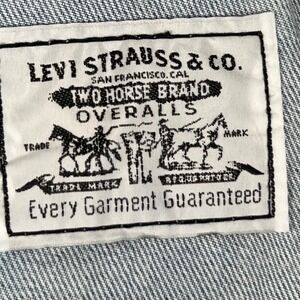 LEVI STRAUSS & CO.
SAN FRANCISCO, CAL
TWO HORSE BRAND
OVERALLS
TRADE MARK
TRADE MARK
Every Garment Guaranteed